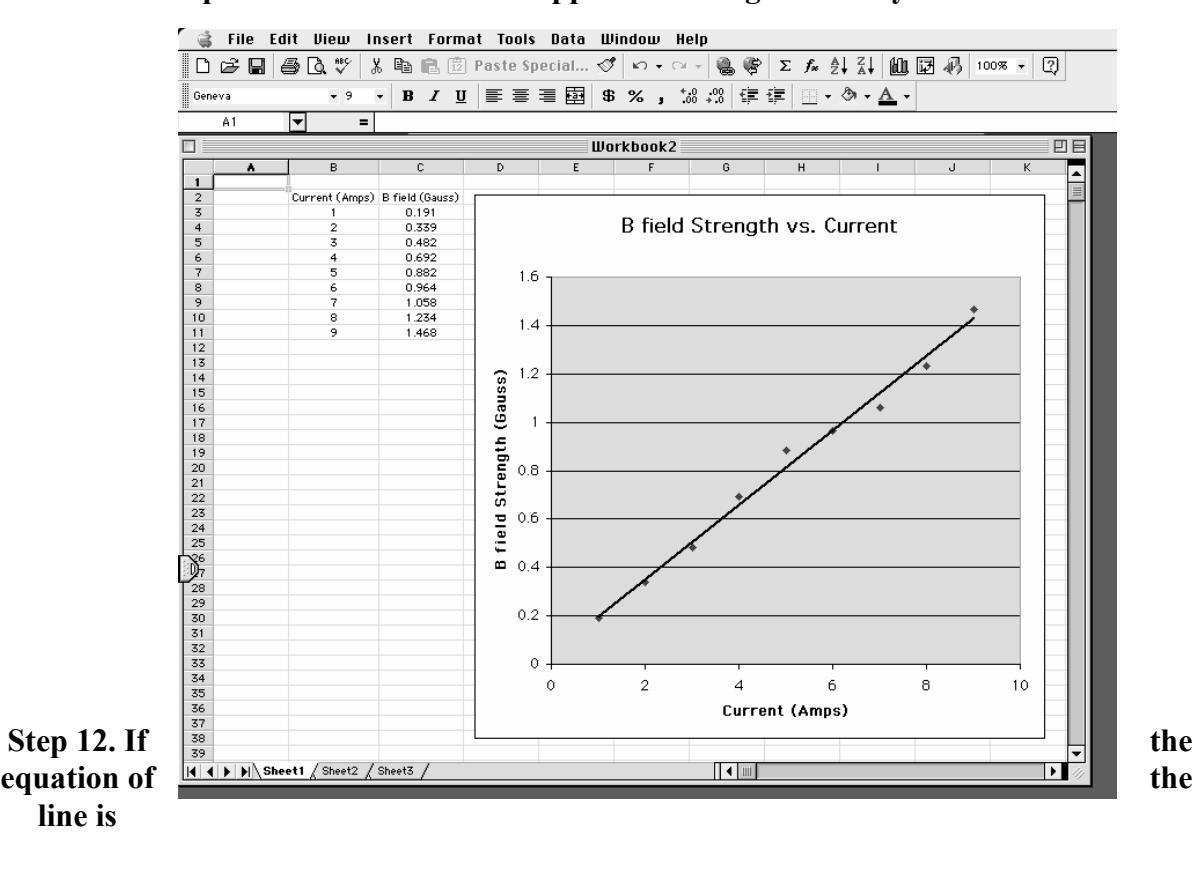 File Edit View Insert Format Tools Data Window Help
Paste Special... 100%
Geneva 9 B I U $ % ,
A1 =
Workbook2
A B C D E F G H I J K
1
2 Current (Amps) B field (Gauss)
3 1 0.191
4 2 0.339
5 3 0.482
6 4 0.692
7 5 0.882
8 6 0.964
9 7 1.058
10 8 1.234
11 9 1.468
12
13
14
15
16
17
18
19
20
21
22
23
24
25
26
27
28
29
30
31
32
33
34
35
36
37
38
39
B field Strength vs. Current
B field Strength (Gauss)
1.6
1.4
1.2
1
0.8
0.6
0.4
0.2
0
0 2 4 6 8 10
Current (Amps)
Sheet1 Sheet2 Sheet3
Step 12. If the
equation of the
line is